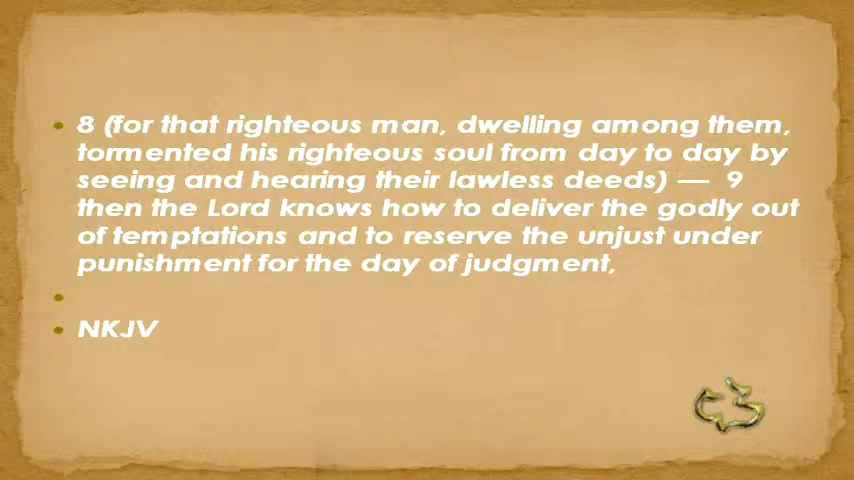 8 (for that righteous man, dwelling among them,
tormented his righteous soul from day to day by
seeing and hearing their lawless deeds) — 9
then the Lord knows how to deliver the godly out
of temptations and to reserve the unjust under
punishment for the day of judgment,
NKJV